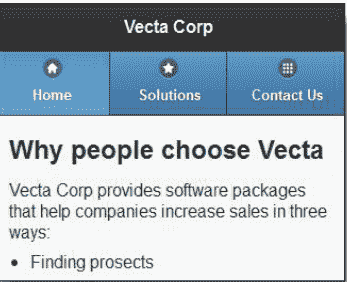 Vecta Corp
Home Solutions Contact Us
Why people choose Vecta
Vecta Corp provides software packages
that help companies increase sales in three
ways:
• Finding prosects